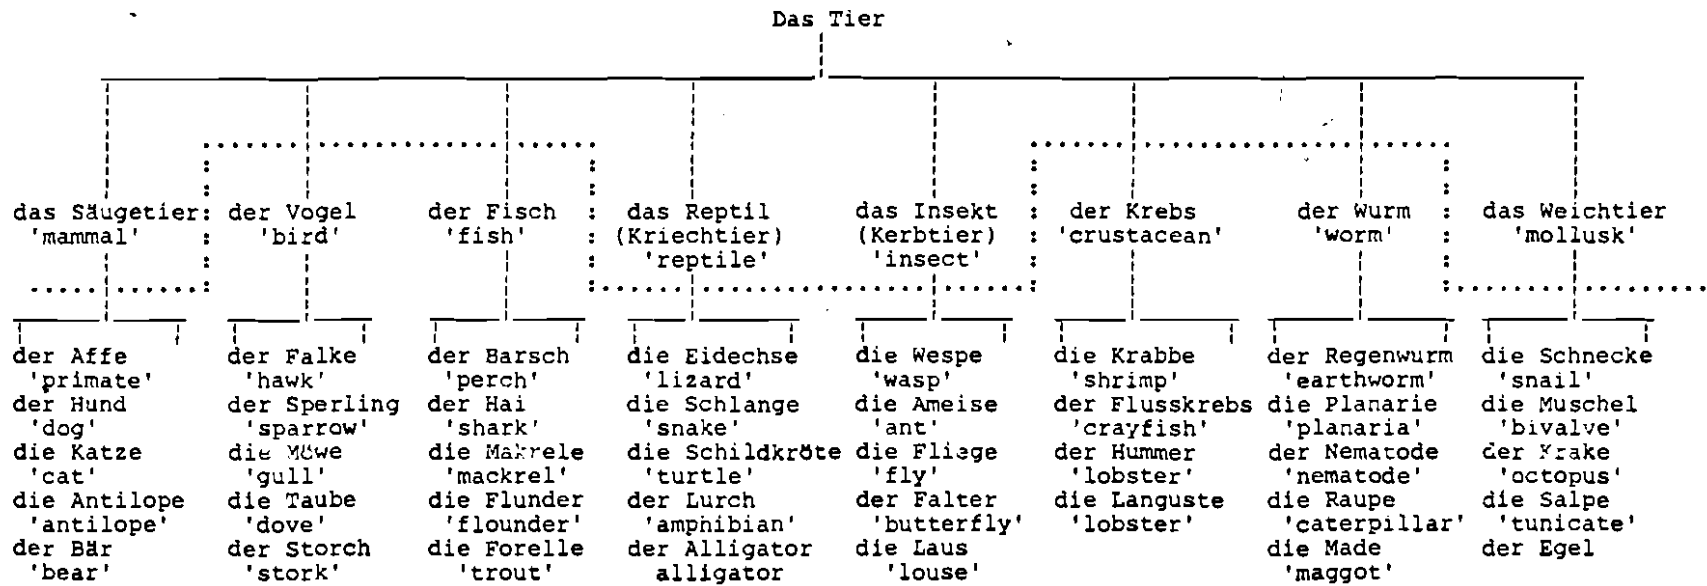 Das Tier
das Säugetier der Vogel der Fisch das Reptil das Insekt der Krebs der Wurm das Weichtier
'mammal' 'bird' 'fish' (Kriechtier) (Kerbtier) 'crustacean' 'worm' 'mollusk'
'reptile' 'insect'
der Affe der Falke der Barsch die Eidechse die Wespe die Krabbe der Regenwurm die Schnecke
'primate' 'hawk' 'perch' 'lizard' 'wasp' 'shrimp' 'earthworm' 'snail'
der Hund der Sperling der Hai die Schlange die Ameise der Flusskrebs die Planarie die Muschel
'dog' 'sparrow' 'shark' 'snake' 'ant' 'crayfish' 'planaria' 'bivalve'
die Katze die Möwe die Makrele die Schildkröte die Fliege der Hummer der Nematode der Krake
'cat' 'gull' 'mackrel' 'turtle' 'fly' 'lobster' 'nematode' 'octopus'
die Antilope die Taube die Flunder der Lurch der Falter die Languste die Raupe die Salpe
'antilope' 'dove' 'flounder' 'amphibian' 'butterfly' 'lobster' 'caterpillar' 'tunicate'
der Bär der Storch die Forelle der Alligator die Laus die Made der Egel
'bear' 'stork' 'trout' alligator 'louse' 'maggot'